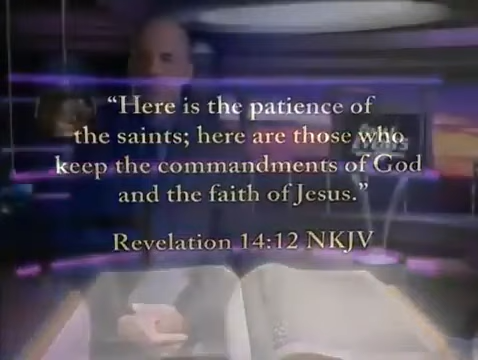 “Here is the patience of
the saints; here are those who
keep the commandments of God
and the faith of Jesus.”
Revelation 14:12 NKJV